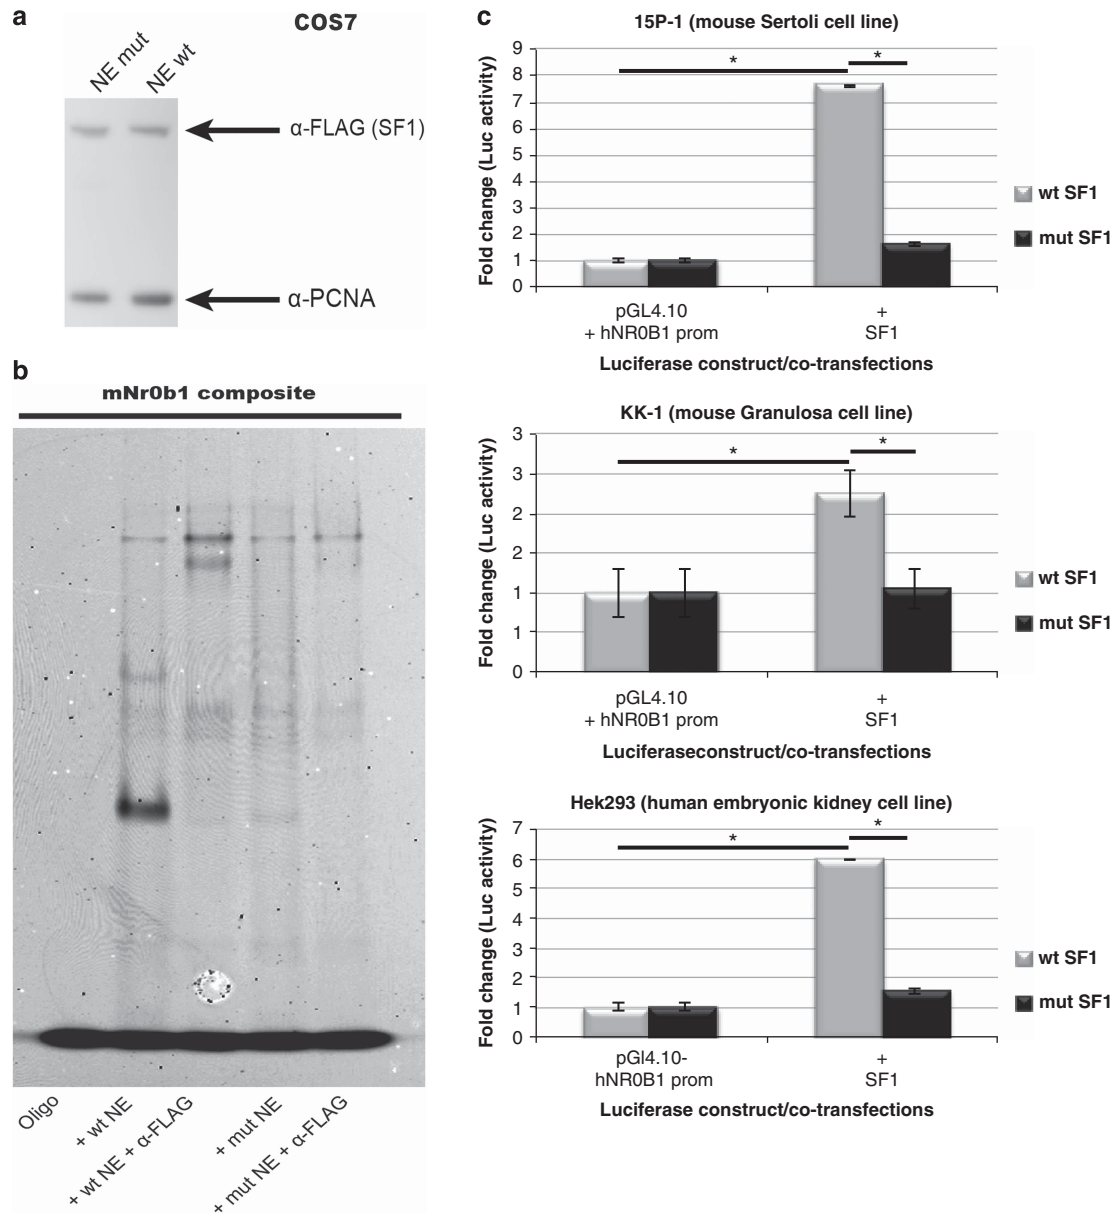 a
COS7
NE mut
NE wt
α-FLAG (SF1)
α-PCNA
b
mNr0b1 composite
Oligo
+ wt NE
+ wt NE + α-FLAG
+ mut NE
+ mut NE + α-FLAG
c
15P-1 (mouse Sertoli cell line)
Fold change (Luc activity)
9
8
7
6
5
4
3
2
1
0
*
*
wt SF1
mut SF1
pGL4.10
+ hNR0B1 prom
+
SF1
Luciferase construct/co-transfections
KK-1 (mouse Granulosa cell line)
Fold change (Luc activity)
3
3
2
2
1
1
0
*
*
wt SF1
mut SF1
pGL4.10
+ hNR0B1 prom
+
SF1
Luciferaseconstruct/co-transfections
Hek293 (human embryonic kidney cell line)
Fold change (Luc activity)
7
6
5
4
3
2
1
0
*
*
wt SF1
mut SF1
pGl4.10-
hNR0B1 prom
+
SF1
Luciferase construct/co-transfections